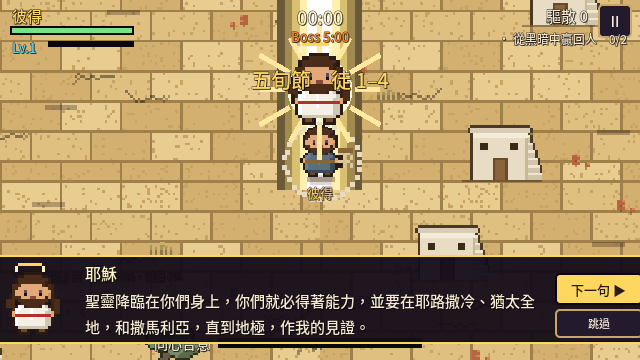 彼得
Lv.1
00:00
Boss 5:00
驅散 0
· 從黑暗中贏回人 0/2
五旬節 徒 1–4
彼得
耶穌
聖靈降臨在你們身上，你們就必得著能力，並要在耶路撒冷、猶太全
地，和撒馬利亞，直到地極，作我的見證。
下一句 ▶
跳過